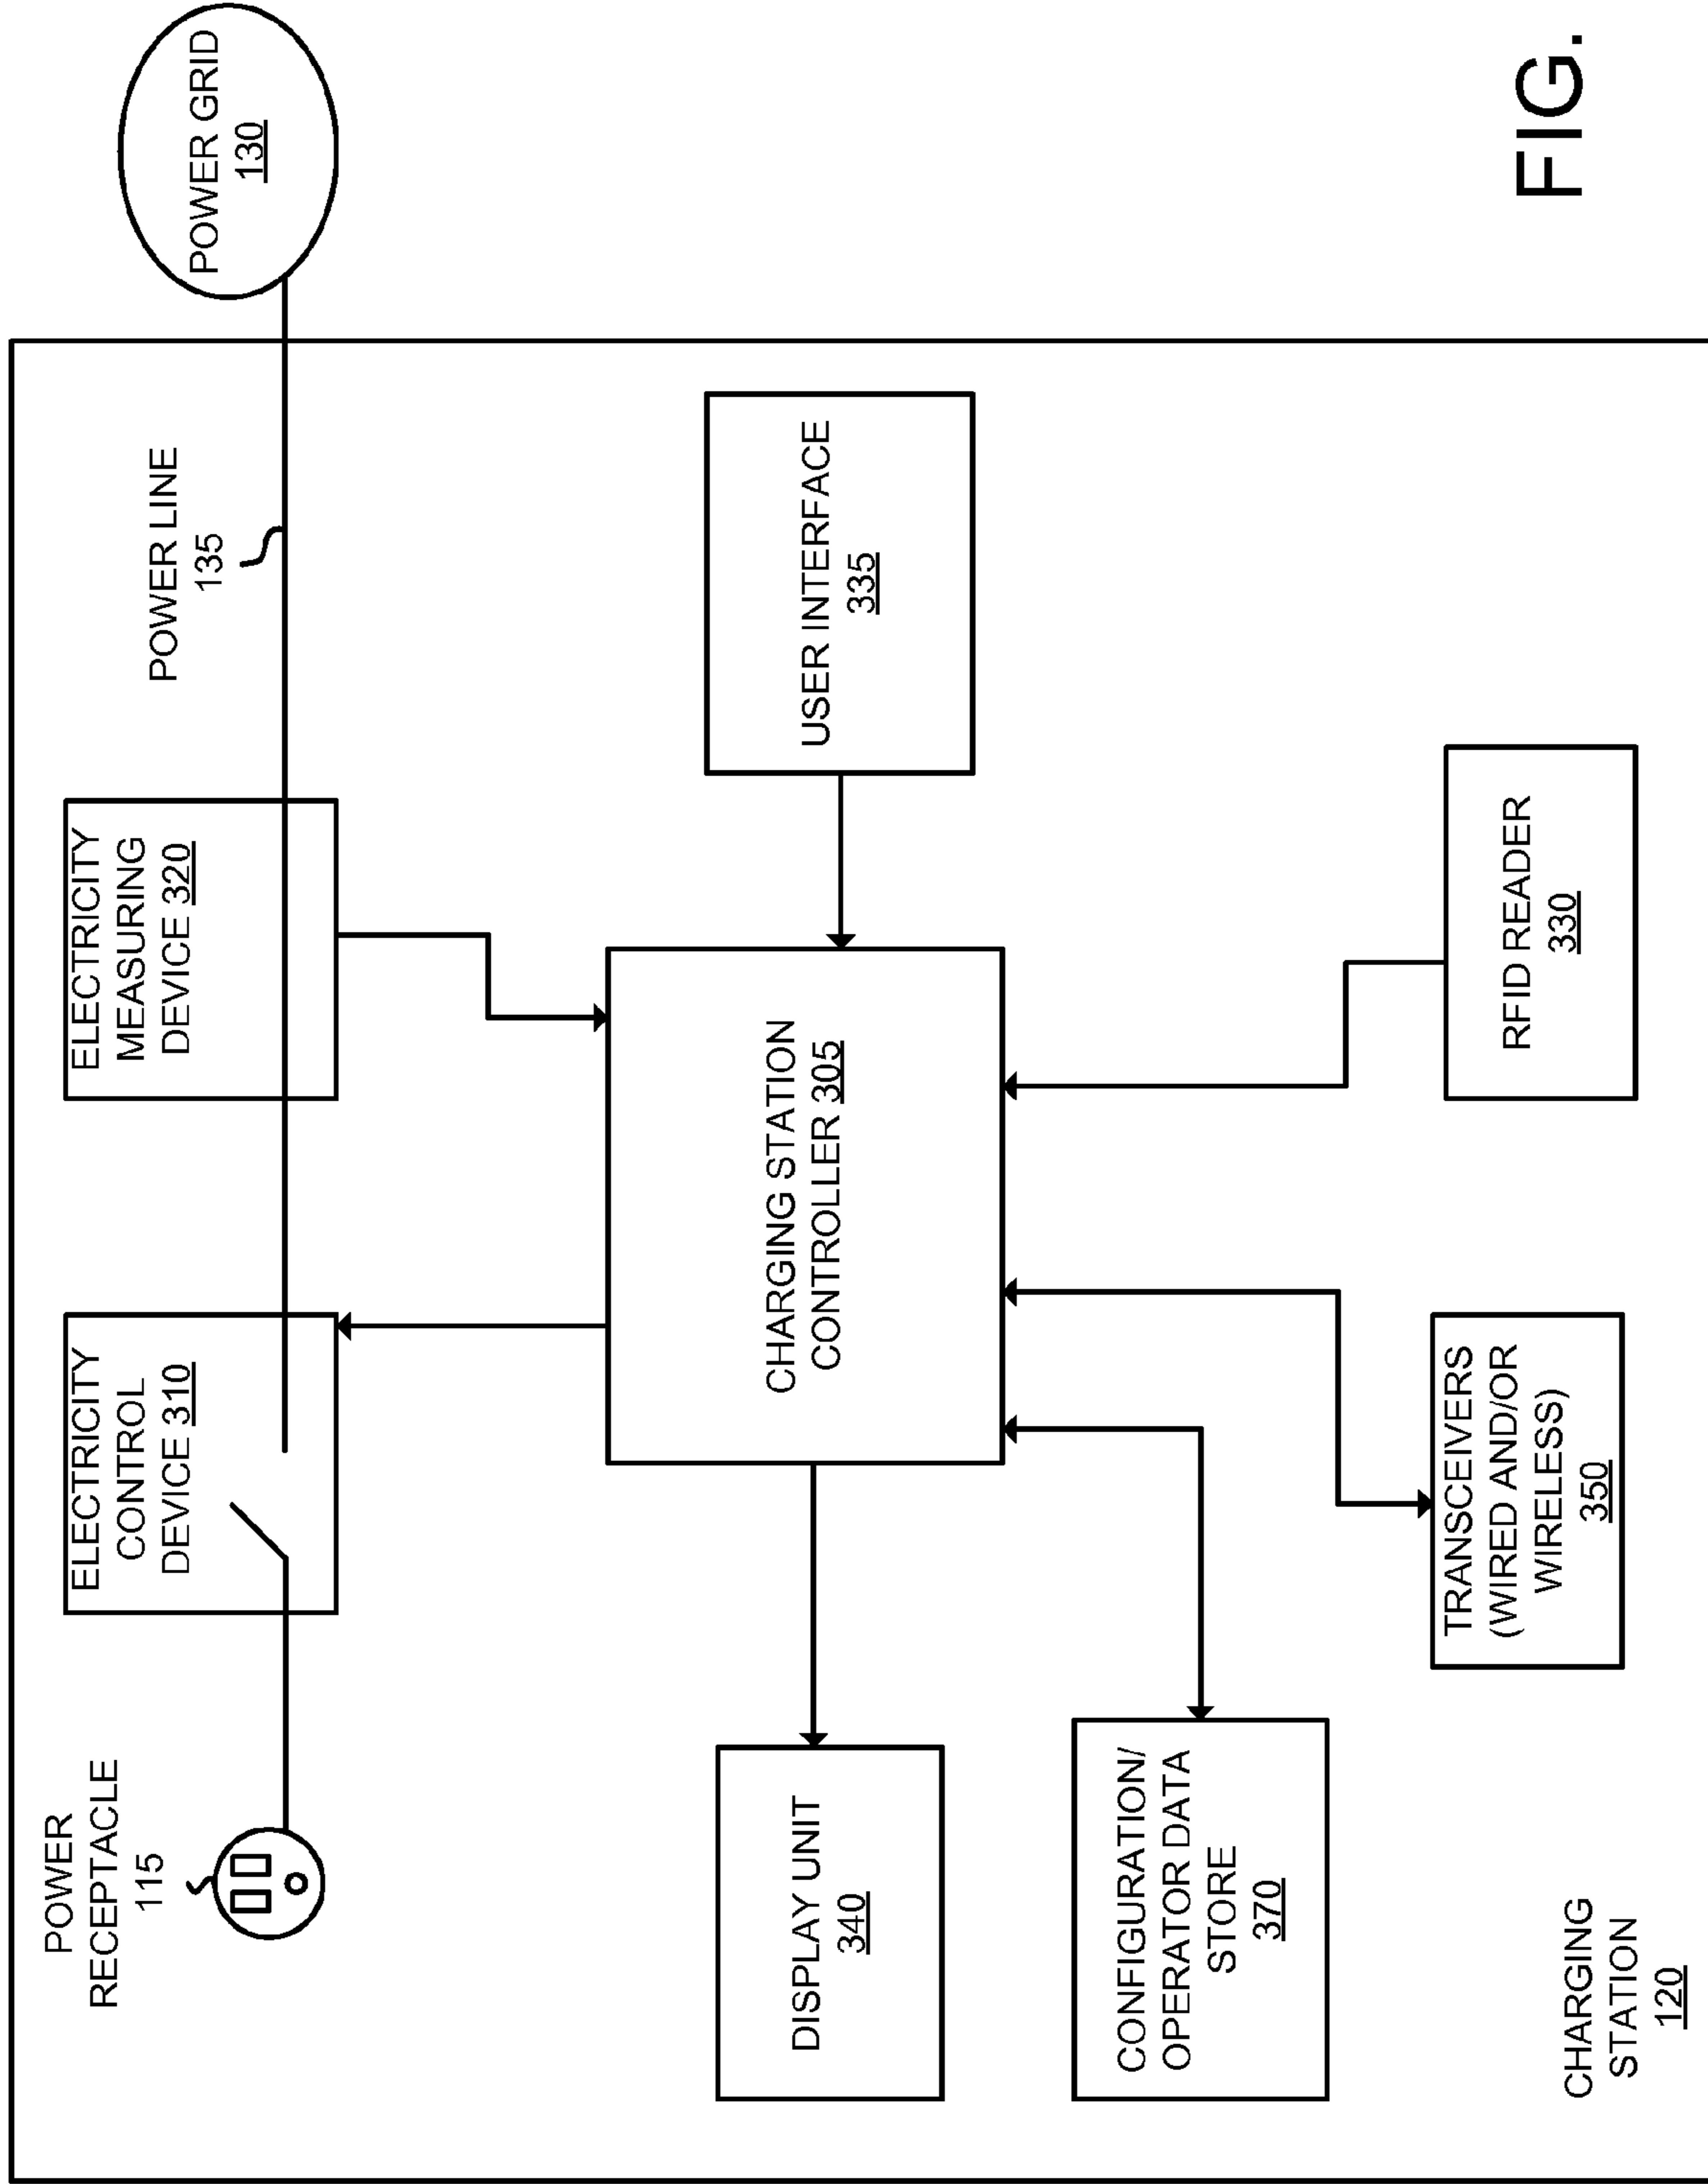 POWER
RECEPTACLE
115
ELECTRICITY
CONTROL
DEVICE 310
ELECTRICITY
MEASURING
DEVICE 320
POWER LINE
135
POWER GRID
130
DISPLAY UNIT
340
CHARGING STATION
CONTROLLER 305
USER INTERFACE
335
CONFIGURATION/
OPERATOR DATA
STORE
370
TRANSCEIVERS
(WIRED AND/OR
WIRELESS)
350
RFID READER
330
CHARGING
STATION
120
FIG.